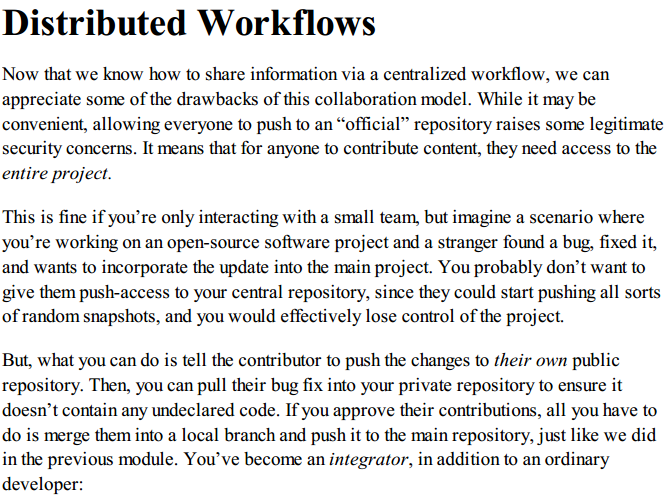 Distributed Workflows
Now that we know how to share information via a centralized workflow, we can
appreciate some of the drawbacks of this collaboration model. While it may be
convenient, allowing everyone to push to an “official” repository raises some legitimate
security concerns. It means that for anyone to contribute content, they need access to the
entire project.
This is fine if you’re only interacting with a small team, but imagine a scenario where
you’re working on an open-source software project and a stranger found a bug, fixed it,
and wants to incorporate the update into the main project. You probably don’t want to
give them push-access to your central repository, since they could start pushing all sorts
of random snapshots, and you would effectively lose control of the project.
But, what you can do is tell the contributor to push the changes to their own public
repository. Then, you can pull their bug fix into your private repository to ensure it
doesn’t contain any undeclared code. If you approve their contributions, all you have to
do is merge them into a local branch and push it to the main repository, just like we did
in the previous module. You’ve become an integrator, in addition to an ordinary
developer: